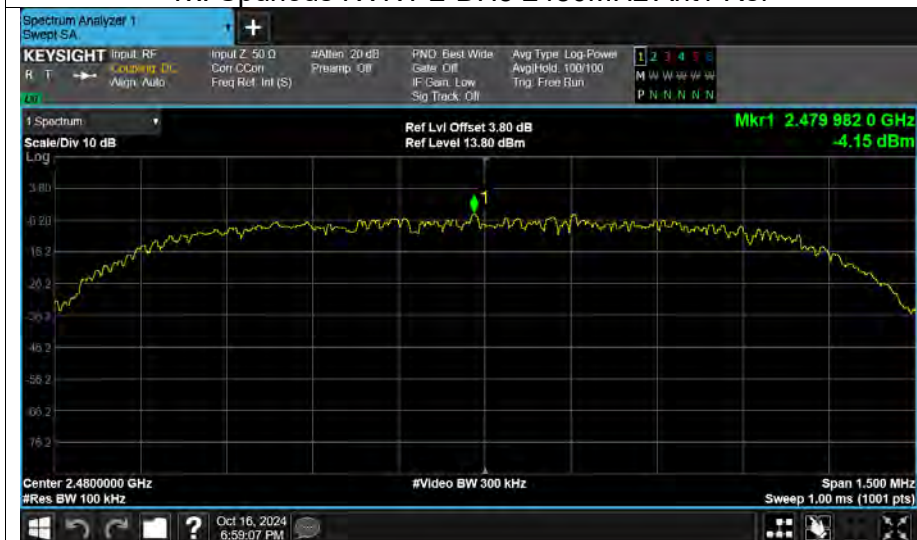 Spectrum Analyzer 1
Swept SA
+
KEYSIGHT Input: RF
R T
Coupling: DC
Align: Auto
Input Z: 50 Ω
Corr CCorr
Freq Ref: Int (S)
#Atten: 20 dB
Preamp: Off
PNO: Best Wide
Gate: Off
IF Gain: Low
Sig Track: Off
Avg Type: Log-Power
Avg|Hold: 100/100
Trig: Free Run
1 2 3 4 5 6
M W W W W W
P N N N N N
1 Spectrum
Scale/Div 10 dB
Log
Ref Lvl Offset 3.80 dB
Ref Level 13.80 dBm
Mkr1 2.479 982 0 GHz
-4.15 dBm
1
3.80
-6.20
-16.2
-26.2
-36.2
-46.2
-56.2
-66.2
-76.2
Center 2.4800000 GHz
#Res BW 100 kHz
#Video BW 300 kHz
Span 1.500 MHz
Sweep 1.00 ms (1001 pts)
?
Oct 16, 2024
6:59:07 PM